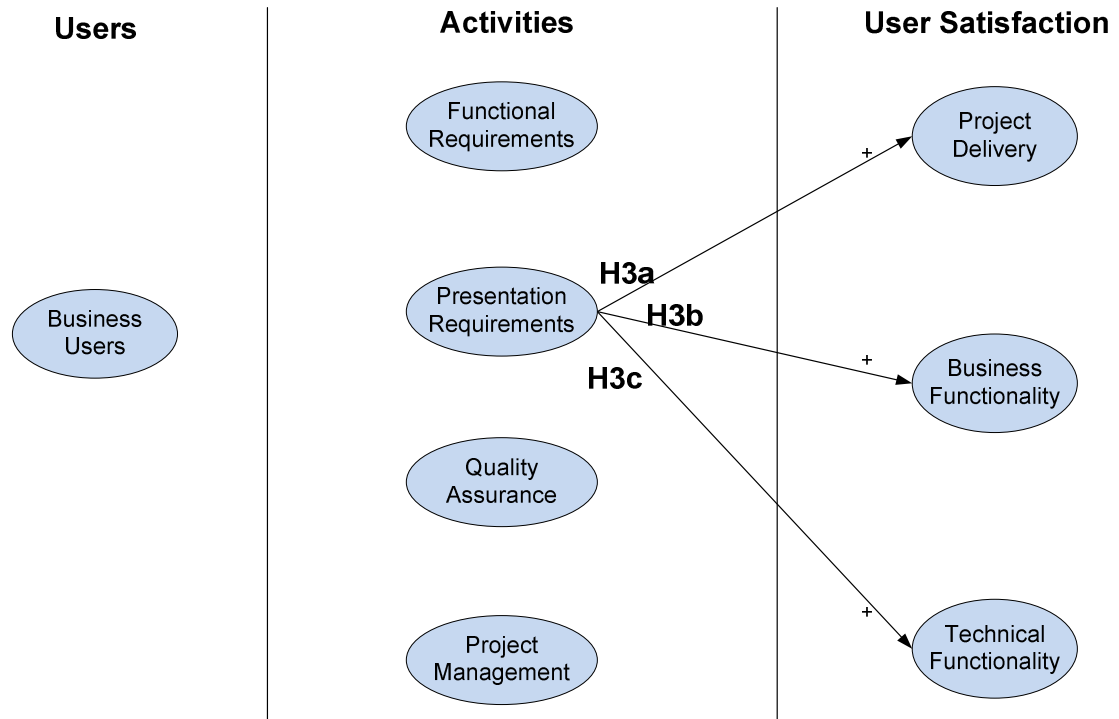 Users
Activities
User Satisfaction
Functional
Requirements
Project
Delivery
+
H3a
Presentation
Requirements
H3b
Business
Users
+
Business
Functionality
H3c
Quality
Assurance
+
Technical
Functionality
Project
Management